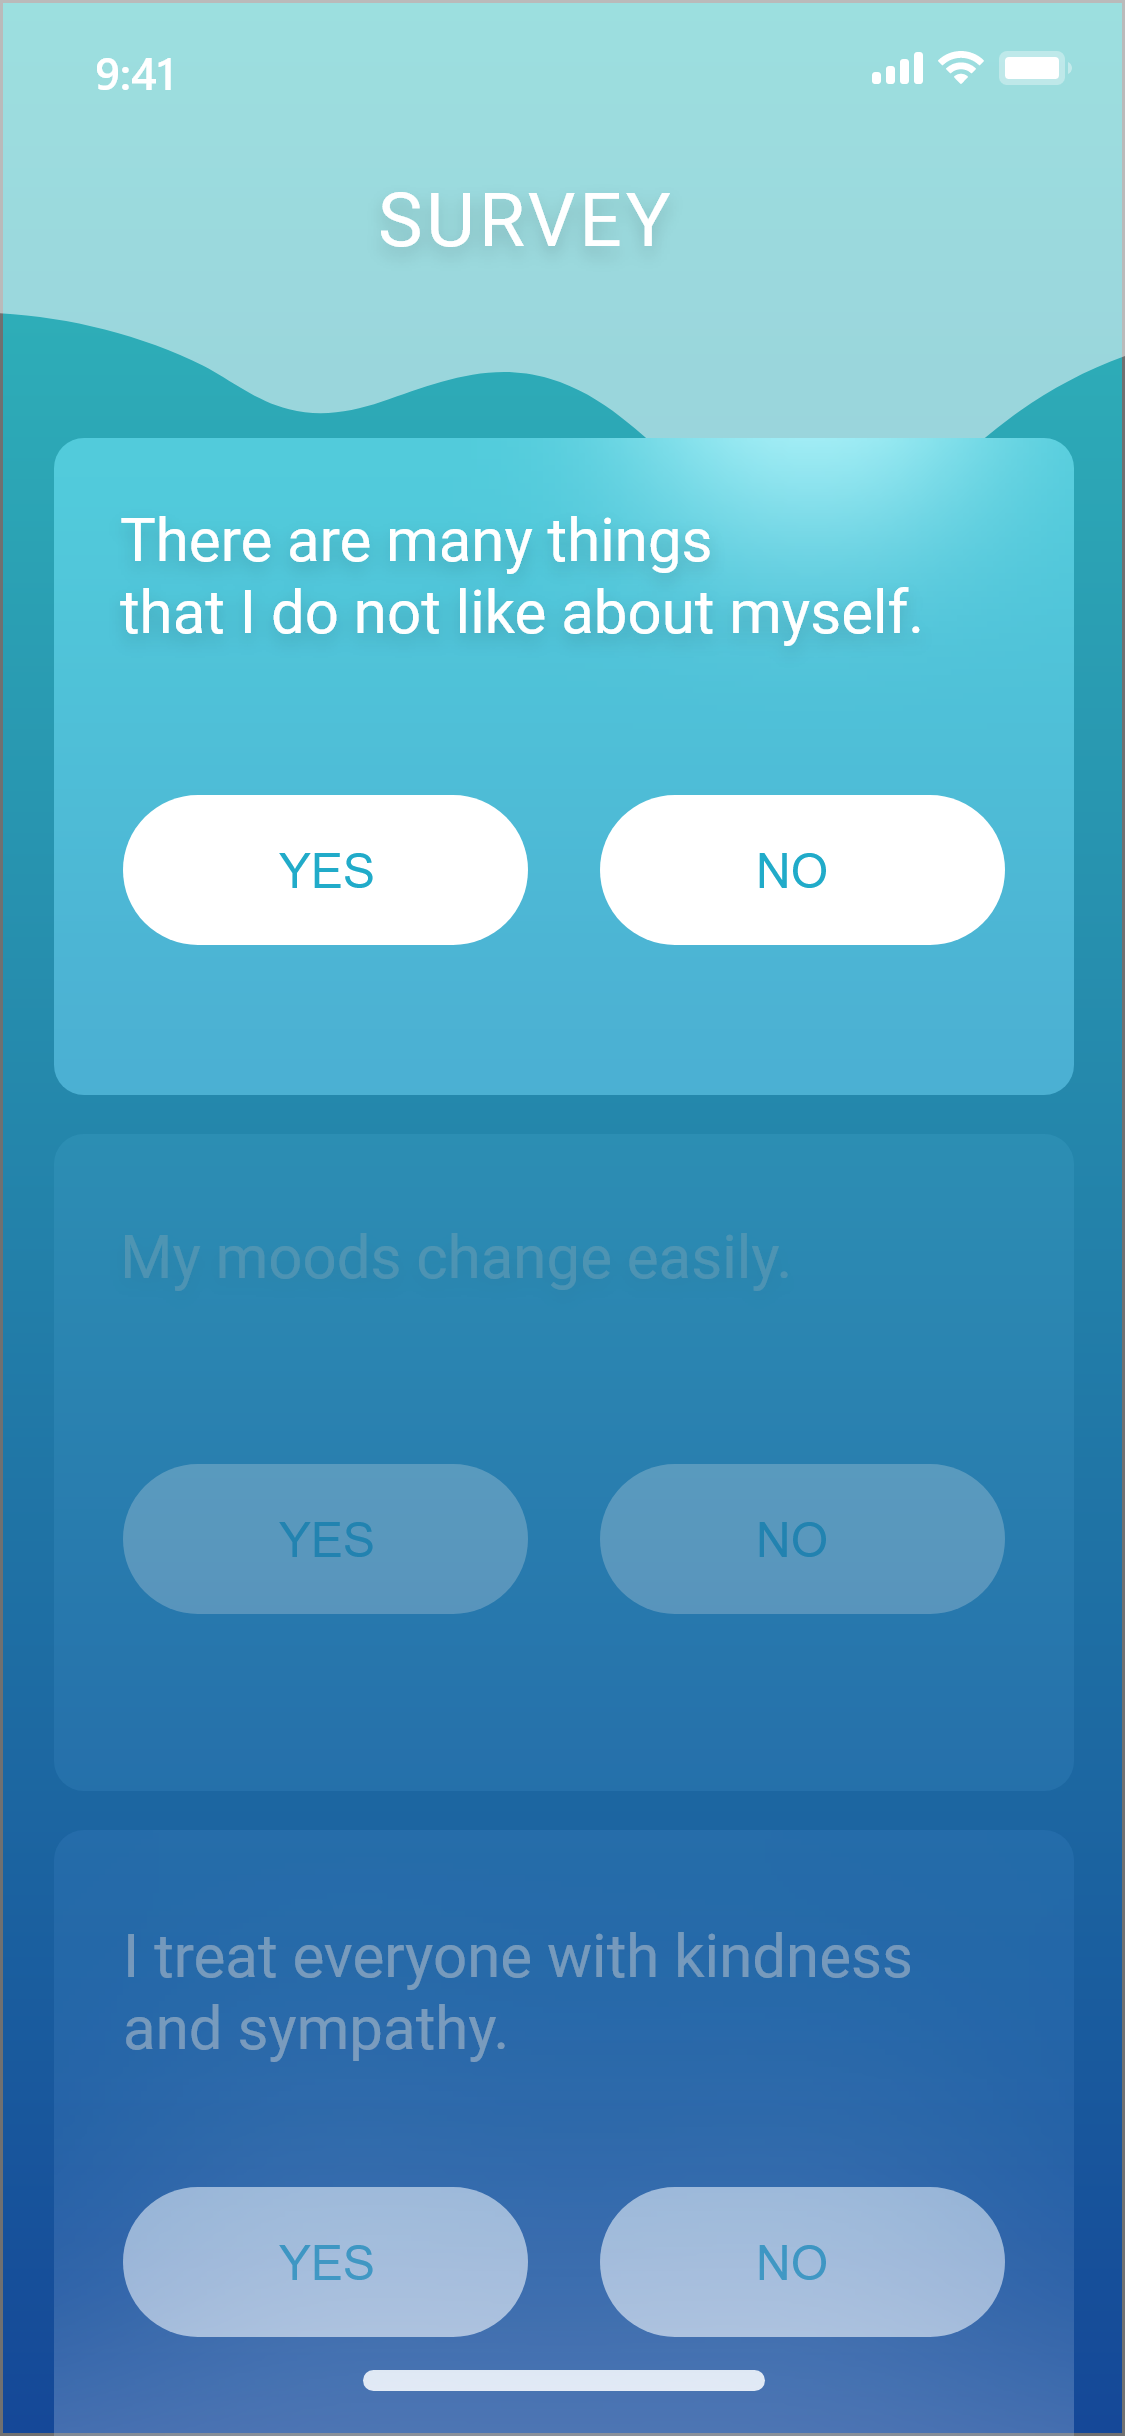 9:41
SURVEY
There are many things
that I do not like about myself.
YES NO
My moods change easily.
YES NO
I treat everyone with kindness
and sympathy.
YES NO